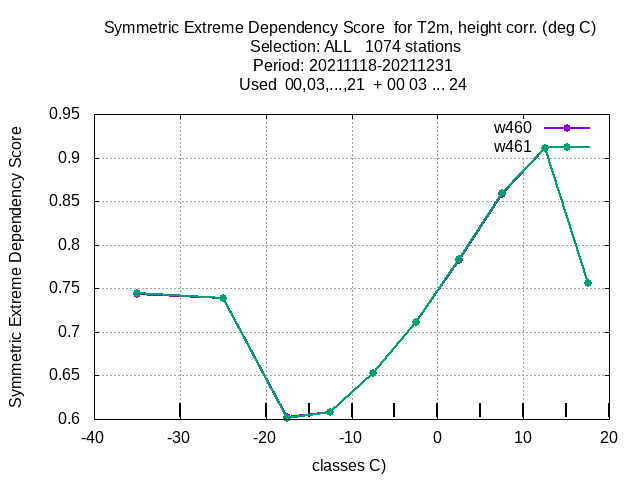 Symmetric Extreme Dependency Score  for T2m, height corr. (deg C)
Selection: ALL   1074 stations
Period: 20211118-20211231
Used  00,03,...,21  + 00 03 ... 24
Symmetric Extreme Dependency Score
0.95
0.9
0.85
0.8
0.75
0.7
0.65
0.6
w460
w461
-40 -30 -20 -10 0 10 20
classes C)